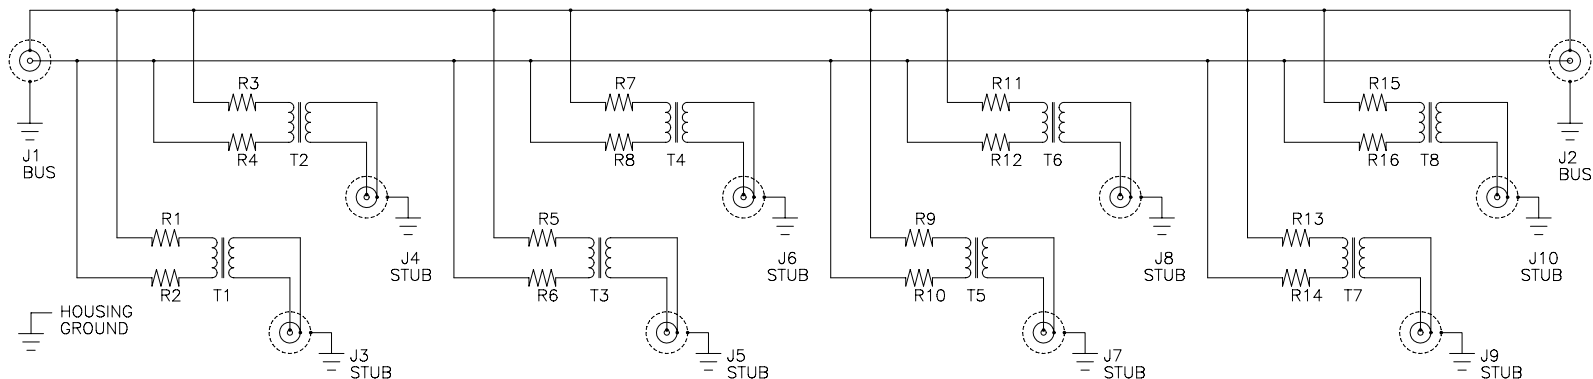 R3
R7
R11
R15
R4
T2
R8
T4
R12
T6
R16
T8
J1
BUS
J2
BUS
R1
R5
R9
R13
J4
STUB
J6
STUB
J8
STUB
J10
STUB
R2
T1
R6
T3
R10
T5
R14
T7
HOUSING
GROUND
J3
STUB
J5
STUB
J7
STUB
J9
STUB